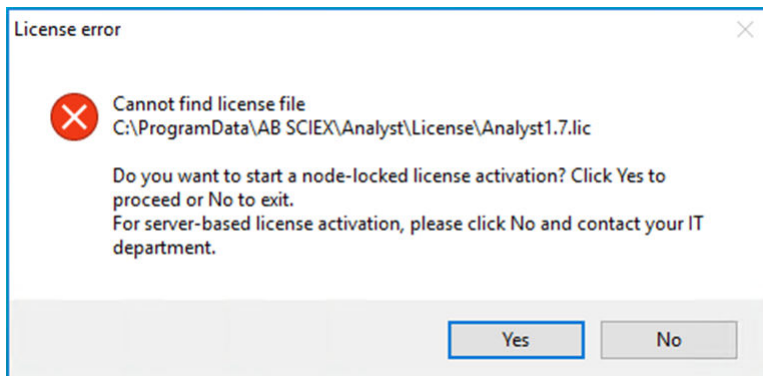 License error
Cannot find license file
C:\ProgramData\AB SCIEX\Analyst\License\Analyst1.7.lic
Do you want to start a node-locked license activation? Click Yes to
proceed or No to exit.
For server-based license activation, please click No and contact your IT
department.
Yes
No